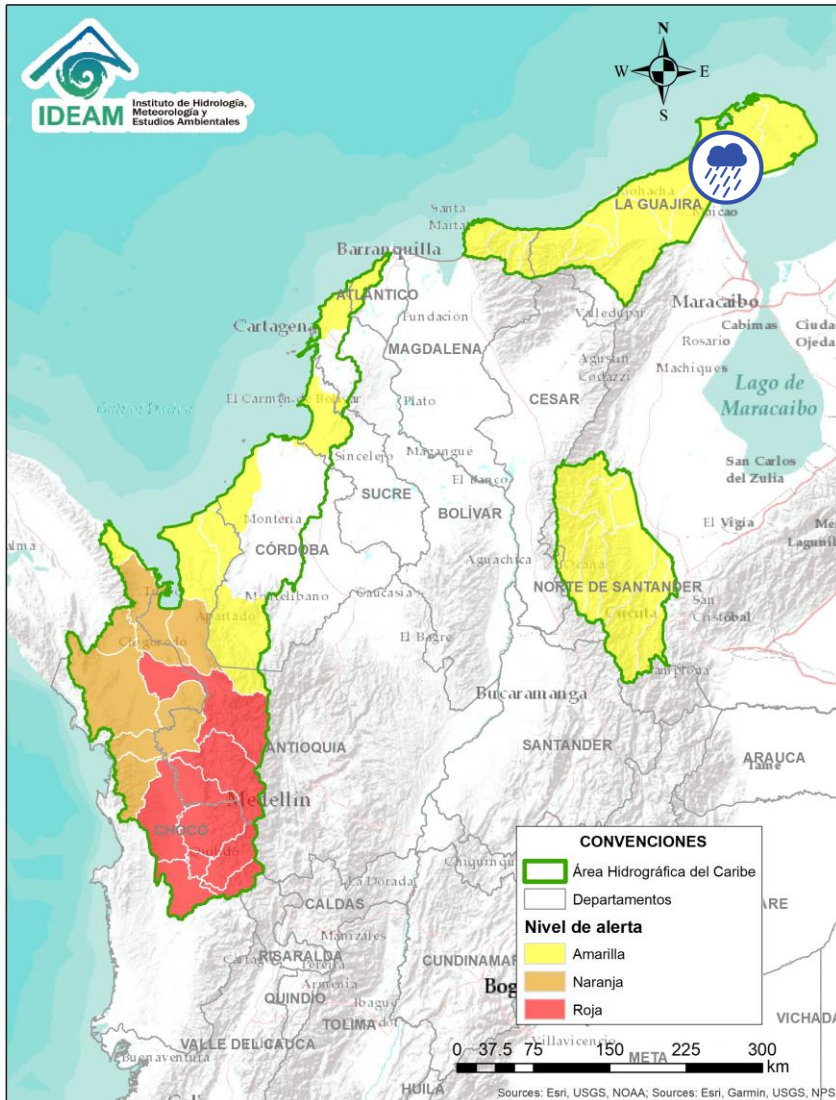 IDEAM
Instituto de Hidrología,
Meteorología y
Estudios Ambientales
N
W
E
S
Santa
Marta
Barranquilla
LA GUAJIRA
ATLÁNTICO
Cartagena
Fundación
Valledupar
Maracaibo
Cabimas
Ciudad
Ojeda
Rosario
MAGDALENA
Machiques
Agustín
Codazzi
CESAR
Lago de
Maracaibo
El Carmen de Bolívar
Plato
Sincelejo
Magangué
San Carlos
del Zulia
SUCRE
El Banco
Montería
BOLÍVAR
El Vigía
CÓRDOBA
Aguachica
Ocaña
NORTE DE SANTANDER
Montelíbano
Caucasia
Apartadó
Cúcuta
San
Cristóbal
El Bagre
Chigorodó
Pamplona
Bucaramanga
SANTANDER
ANTIOQUIA
ARAUCA
Tame
Medellín
CHOCÓ
Quibdó
La Dorada
CALDAS
Manizales
RISARALDA
Pereira
Armenia
QUINDÍO
Ibagué
TOLIMA
CUNDINAMAR
Bog
VICHADA
VALLE DEL CAUCA
Buenaventura
Villavicencio
META
HUILA
CONVENCIONES
Área Hidrográfica del Caribe
Departamentos
Nivel de alerta
Amarilla
Naranja
Roja
0 37.5 75 150 225 300
km
Sources: Esri, USGS, NOAA; Sources: Esri, Garmin, USGS, NPS